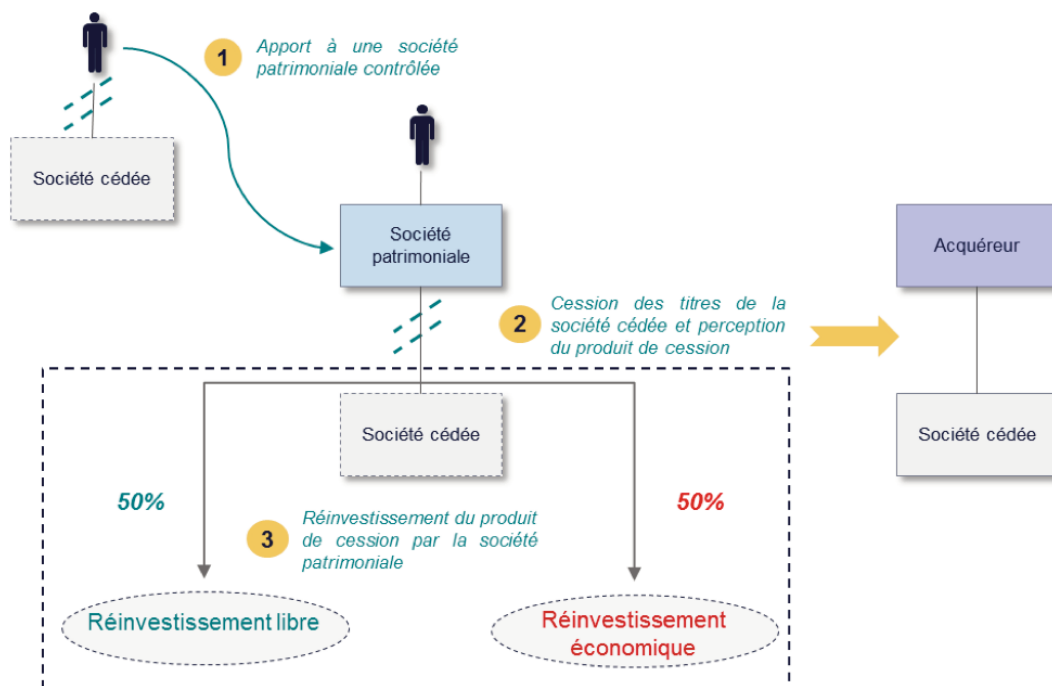 1
Apport à une société
patrimoniale contrôlée
Société cédée
Société
patrimoniale
Acquéreur
2
Cession des titres de la
société cédée et perception
du produit de cession
Société cédée
Société cédée
50%
50%
3
Réinvestissement du produit
de cession par la société
patrimoniale
Réinvestissement libre
Réinvestissement
économique